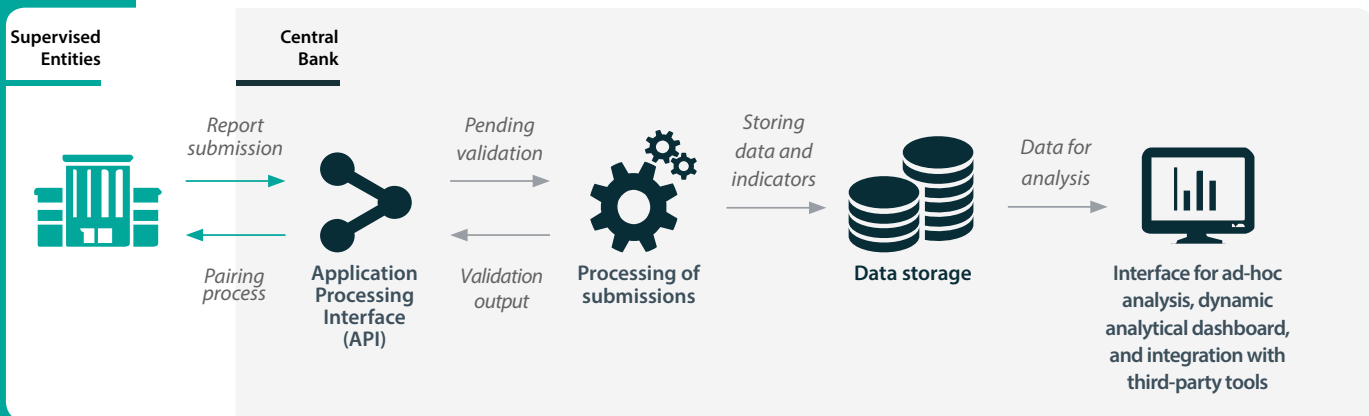 Supervised
Entities
Central
Bank
Report
submission
Pairing
process
Application
Processing
Interface
(API)
Pending
validation
Validation
output
Processing of
submissions
Storing
data and
indicators
Data storage
Data for
analysis
Interface for ad-hoc
analysis, dynamic
analytical dashboard,
and integration with
third-party tools